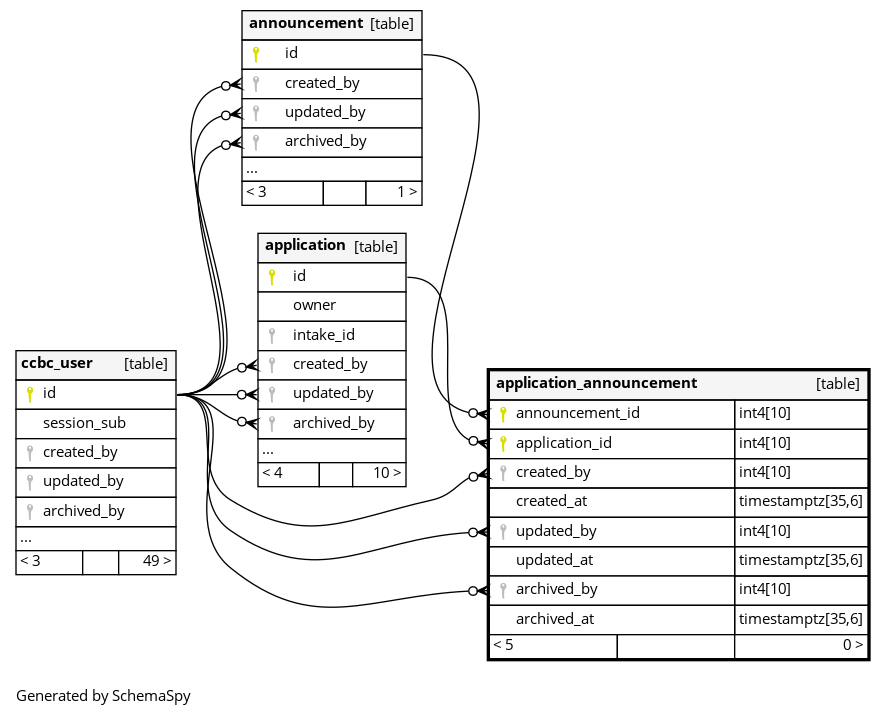 announcement [table]
id
created_by
updated_by
archived_by
...
< 3 1 >
application [table]
id
owner
intake_id
created_by
updated_by
archived_by
...
< 4 10 >
ccbc_user [table]
id
session_sub
created_by
updated_by
archived_by
...
< 3 49 >
application_announcement [table]
announcement_id int4[10]
application_id int4[10]
created_by int4[10]
created_at timestamptz[35,6]
updated_by int4[10]
updated_at timestamptz[35,6]
archived_by int4[10]
archived_at timestamptz[35,6]
< 5 0 >
Generated by SchemaSpy